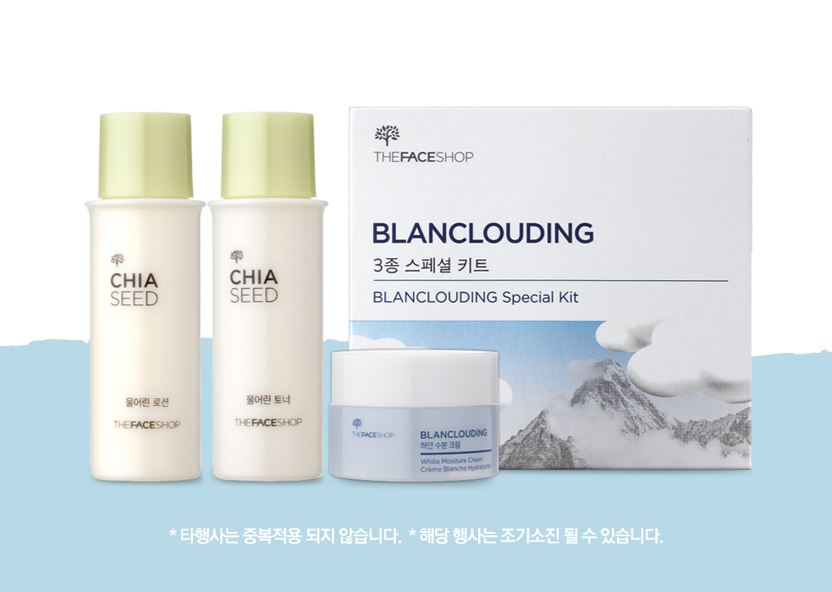 CHIA
SEED
물어린 로션
THEFACESHOP
CHIA
SEED
물어린 토너
THEFACESHOP
THEFACESHOP
BLANCLOUDING
3종 스페셜 키트
BLANCLOUDING Special Kit
THEFACESHOP
BLANCLOUDING
하얀 수분 크림
White Moisture Cream
Crème Blanche Hydratante
* 타행사는 중복적용 되지 않습니다. * 해당 행사는 조기소진 될 수 있습니다.